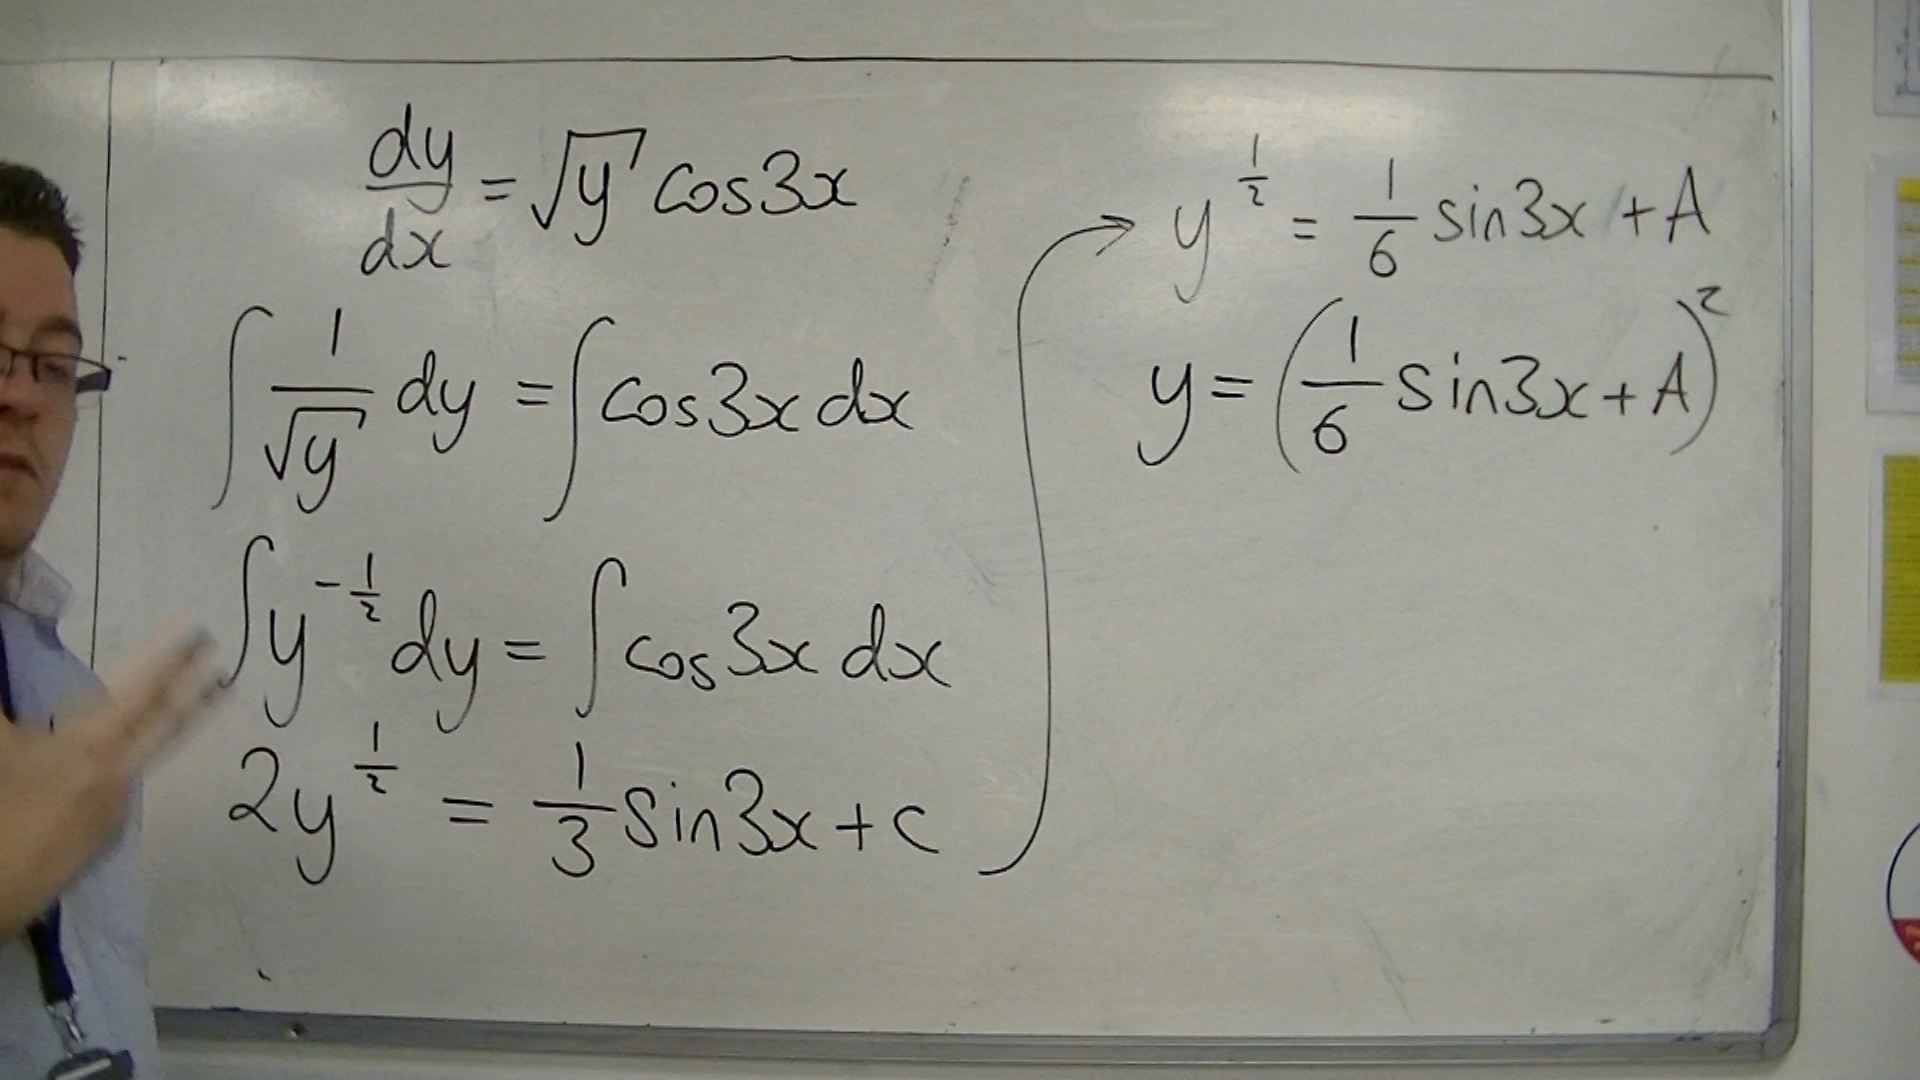 dy/dx = √y cos3x
∫ 1/√y dy = ∫ cos3x dx
∫ y^(-1/2) dy = ∫ cos3x dx
2y^(1/2) = 1/3 sin3x + c
y^(1/2) = 1/6 sin3x + A
y = (1/6 sin3x + A)^2